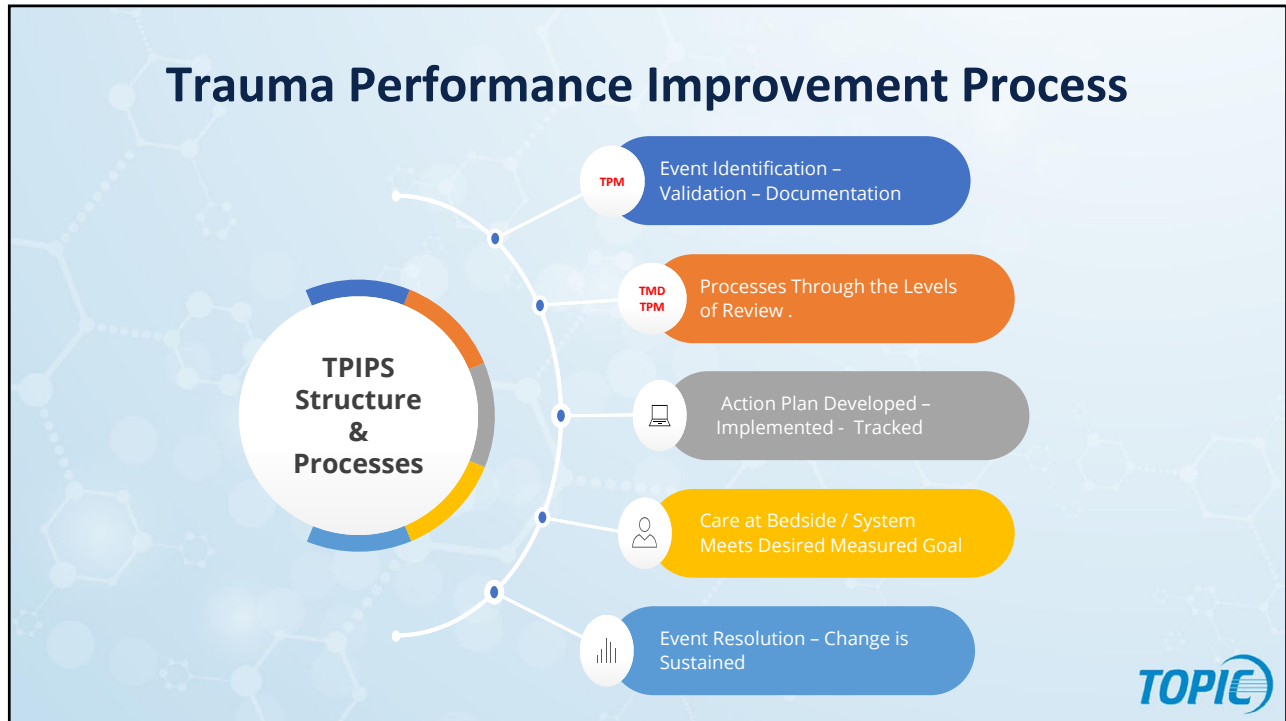 Trauma Performance Improvement Process
TPIPS
Structure
&
Processes
TPM
Event Identification –
Validation – Documentation
TMD
TPM
Processes Through the Levels
of Review .
Action Plan Developed –
Implemented - Tracked
Care at Bedside / System
Meets Desired Measured Goal
Event Resolution – Change is
Sustained
TOPIC